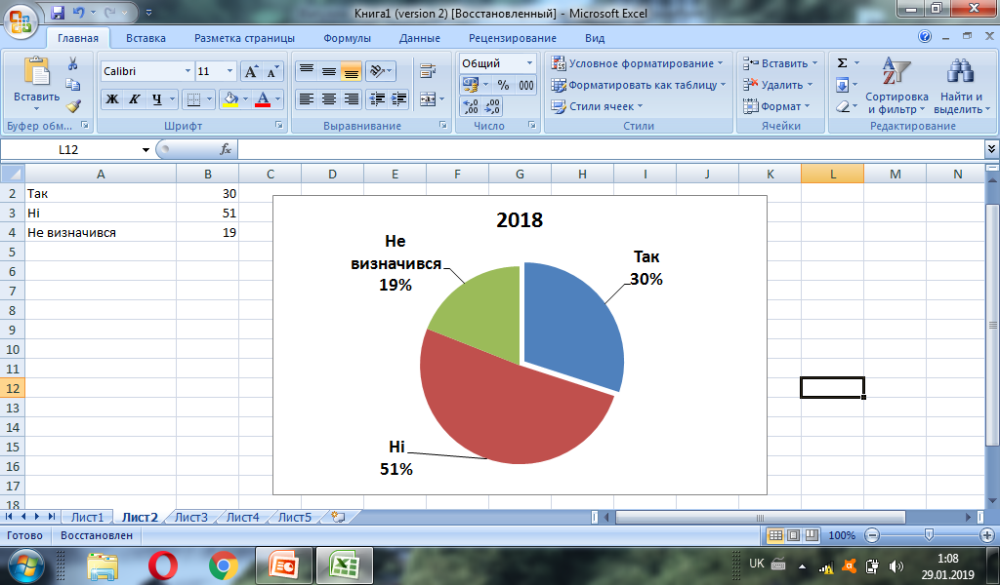 Книга1 (version 2) [Восстановленный] - Microsoft Excel
Главная Вставка Разметка страницы Формулы Данные Рецензирование Вид
Вставить
Буфер обм...
Calibri 11
Ж К Ч
Шрифт
Выравнивание
Общий
% 000
Число
Условное форматирование
Форматировать как таблицу
Стили ячеек
Стили
Вставить
Удалить
Формат
Ячейки
Σ
Сортировка и фильтр
Найти и выделить
Редактирование
L12 fx
A B C D E F G H I J K L M N
2 Так 30
3 Ні 51
4 Не визначився 19
5
6
7
8
9
10
11
12
13
14
15
16
17
18
2018
Не
визначився
19%
Так
30%
Ні
51%
Лист1 Лист2 Лист3 Лист4 Лист5
Готово Восстановлен 100%
UK 1:08
29.01.2019